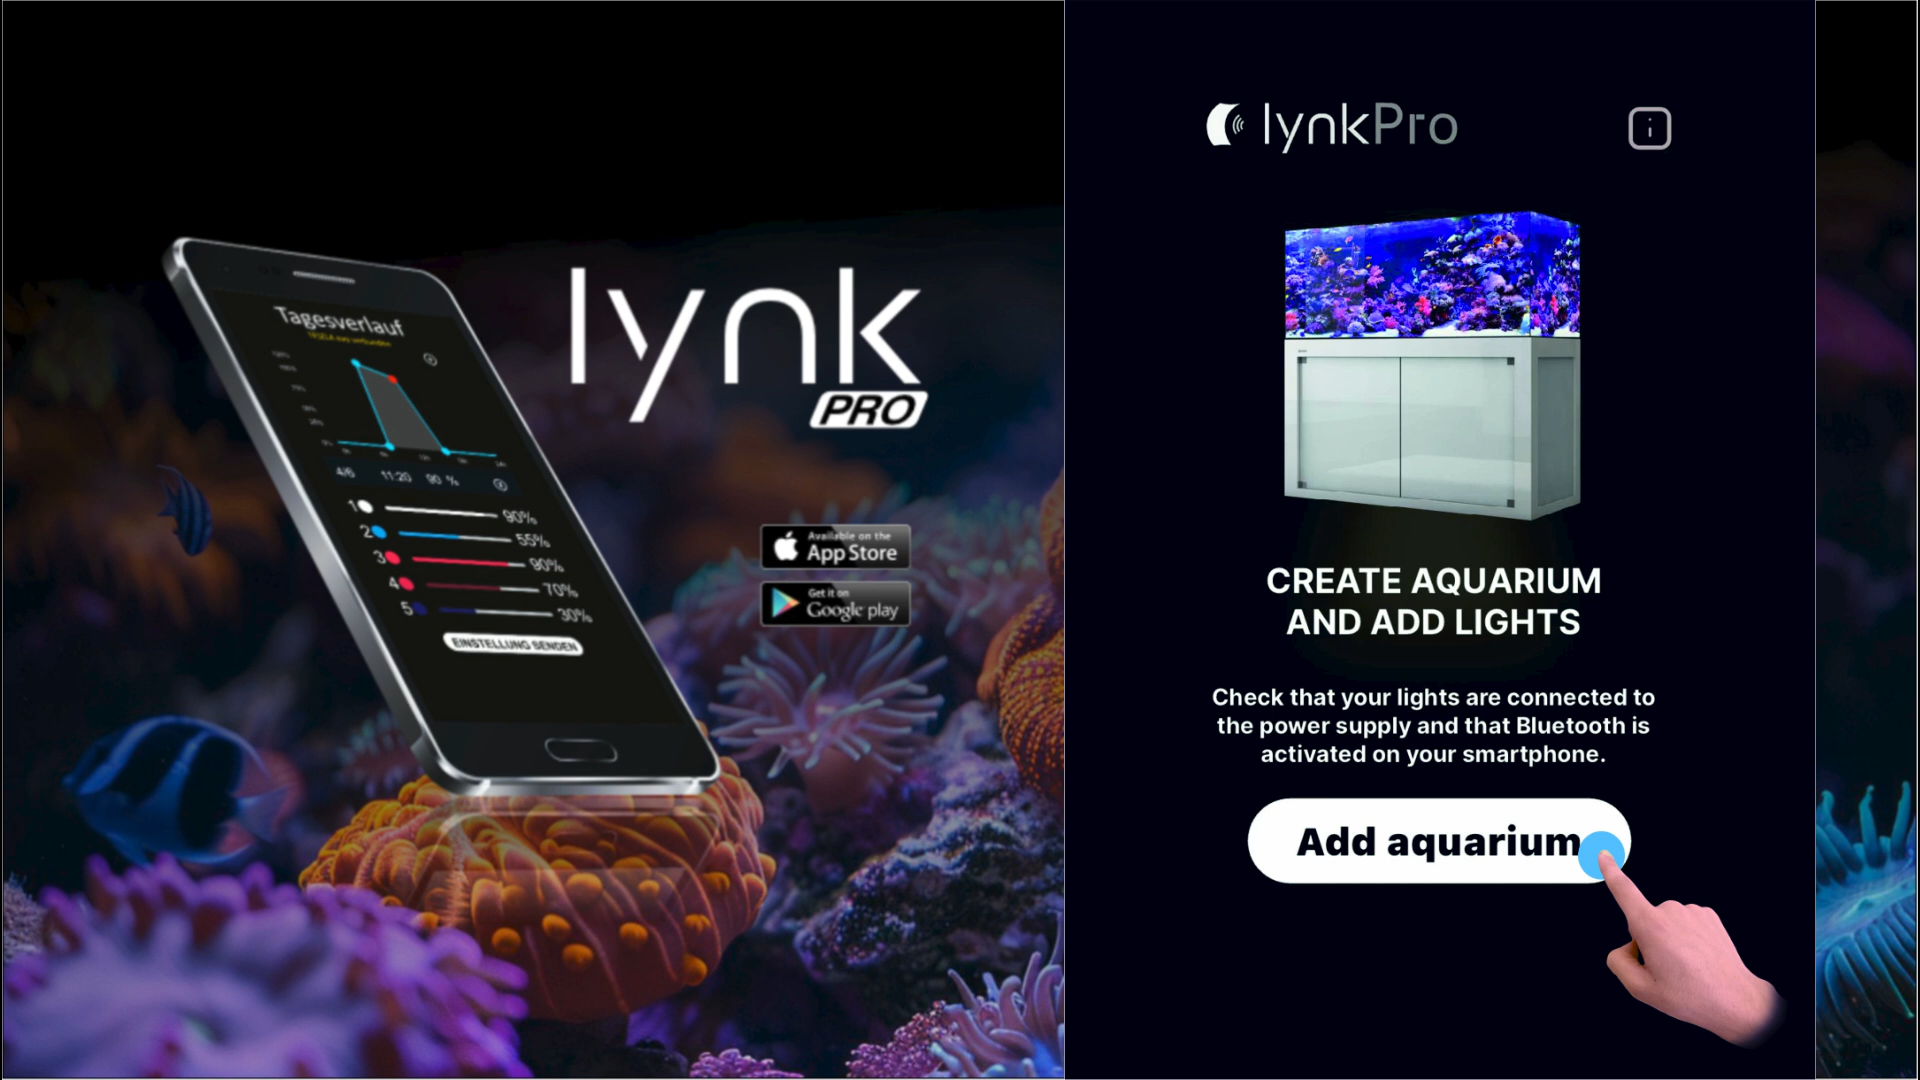 Tagesverlauf
4/6 11:20 90 %
1 90%
2 55%
3 90%
4 70%
5 30%
EINSTELLUNG SENDEN
lynk
PRO
Available on the
App Store
Get it on
Google play
lynkPro
i
CREATE AQUARIUM
AND ADD LIGHTS
Check that your lights are connected to
the power supply and that Bluetooth is
activated on your smartphone.
Add aquarium